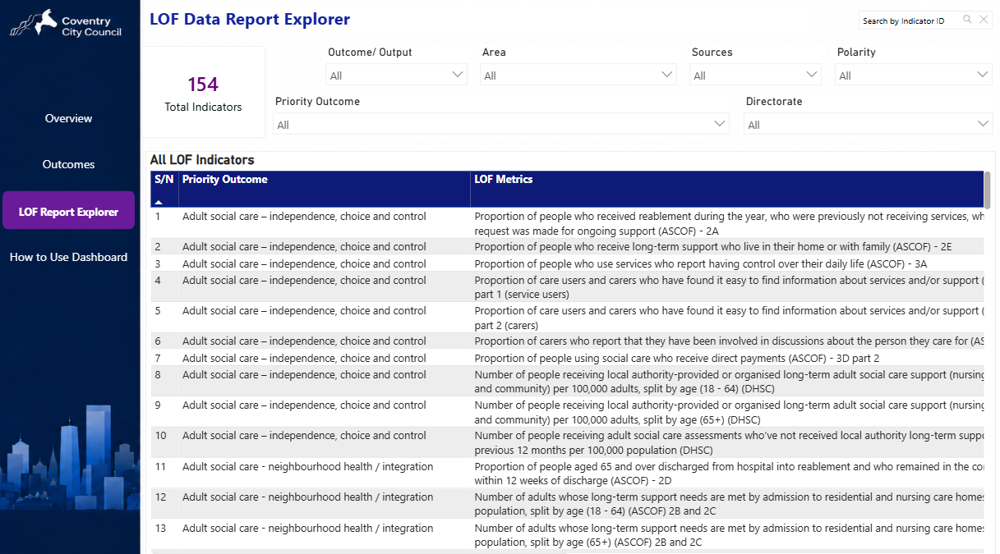 Coventry
City Council
LOF Data Report Explorer
Search by Indicator ID
154
Total Indicators
Outcome/ Output
All
Area
All
Sources
All
Polarity
All
Priority Outcome
All
Directorate
All
Overview
Outcomes
LOF Report Explorer
How to Use Dashboard
All LOF Indicators
S/N Priority Outcome LOF Metrics
1 Adult social care – independence, choice and control Proportion of people who received reablement during the year, who were previously not receiving services,
request was made for ongoing support (ASCOF) - 2A
2 Adult social care – independence, choice and control Proportion of people who receive long-term support who live in their home or with family (ASCOF) - 2E
3 Adult social care – independence, choice and control Proportion of people who use services who report having control over their daily life (ASCOF) - 3A
4 Adult social care – independence, choice and control Proportion of care users and carers who have found it easy to find information about services and/or support (
part 1 (service users)
5 Adult social care – independence, choice and control Proportion of care users and carers who have found it easy to find information about services and/or support (
part 2 (carers)
6 Adult social care – independence, choice and control Proportion of carers who report that they have been involved in discussions about the person they care for (AS
7 Adult social care – independence, choice and control Proportion of people using social care who receive direct payments (ASCOF) - 3D part 2
8 Adult social care – independence, choice and control Number of people receiving local authority-provided or organised long-term adult social care support (nursing
and community) per 100,000 adults, split by age (18 - 64) (DHSC)
9 Adult social care – independence, choice and control Number of people receiving local authority-provided or organised long-term adult social care support (nursing
and community) per 100,000 adults, split by age (65+) (DHSC)
10 Adult social care – independence, choice and control Number of people receiving adult social care assessments who've not received local authority long-term supp
previous 12 months per 100,000 population (DHSC)
11 Adult social care - neighbourhood health / integration Proportion of people aged 65 and over discharged from hospital into reablement and who remained in the co
within 12 weeks of discharge (ASCOF) - 2D
12 Adult social care - neighbourhood health / integration Number of adults whose long-term support needs are met by admission to residential and nursing care homes
population, split by age (18 - 64) (ASCOF) 2B and 2C
13 Adult social care - neighbourhood health / integration Number of adults whose long-term support needs are met by admission to residential and nursing care homes
population, split by age (65+) (ASCOF) 2B and 2C